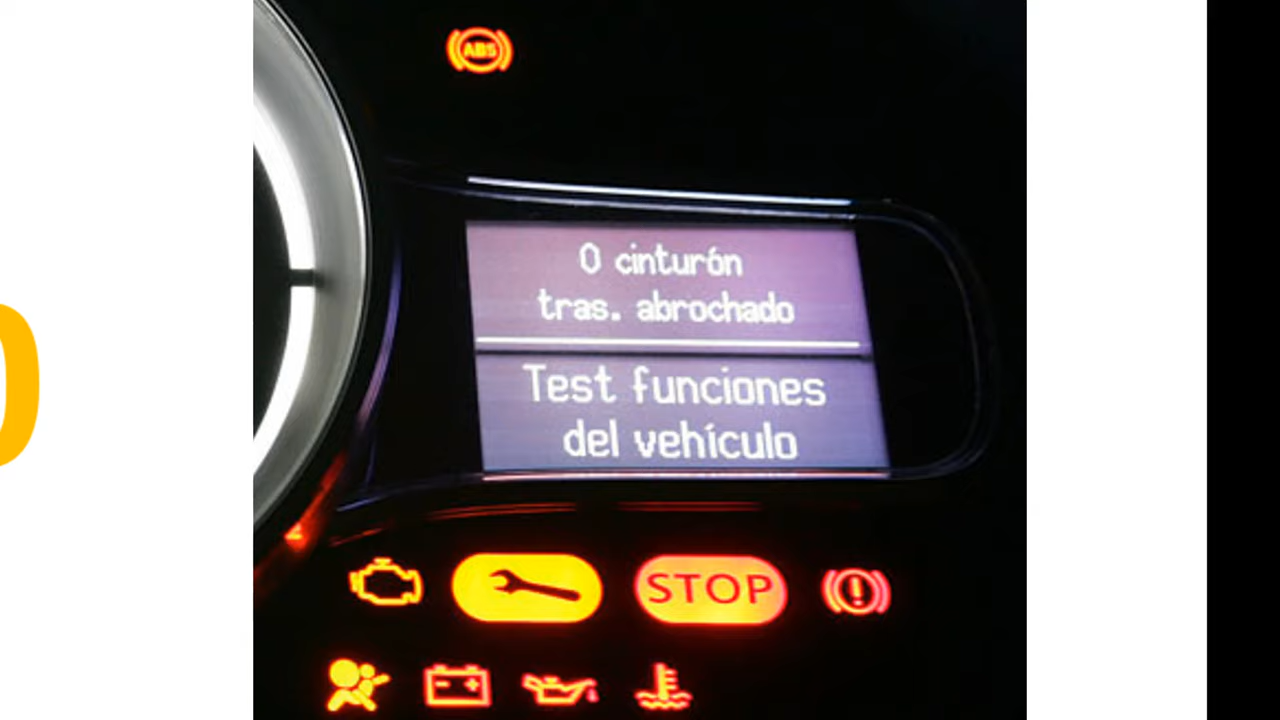 ABS
0 cinturón
tras. abrochado
Test funciones
del vehículo
STOP